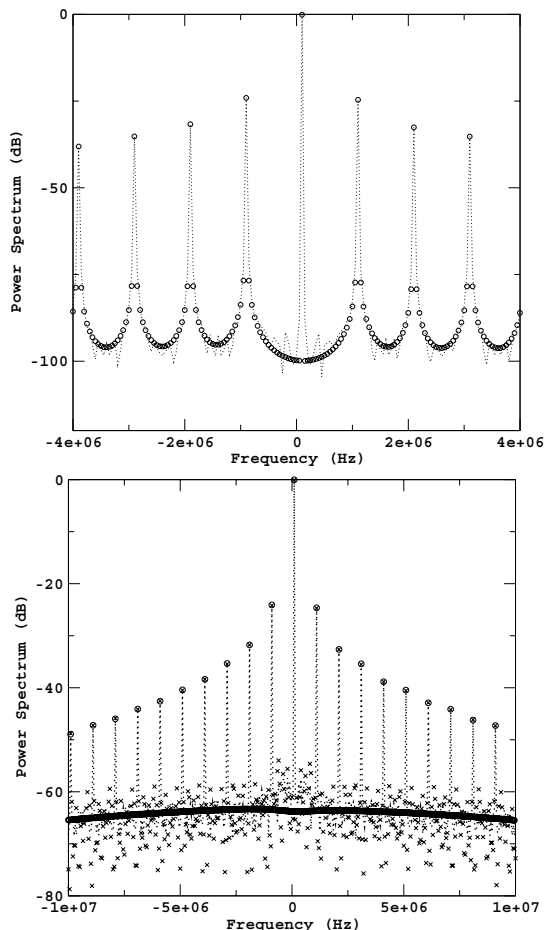 0
-50
-100
Power Spectrum (dB)
-4e+06 -2e+06 0 2e+06 4e+06
Frequency (Hz)
0
-20
-40
-60
-80
Power Spectrum (dB)
-1e+07 -5e+06 0 5e+06 1e+07
Frequency (Hz)